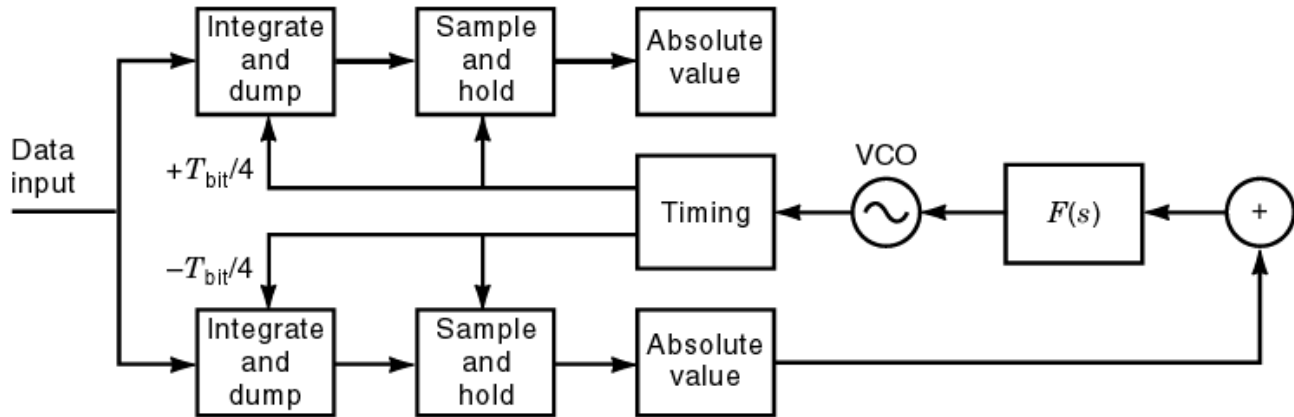 Integrate
and
dump
Sample
and
hold
Absolute
value
Data
input
+T_bit/4
Timing
VCO
F(s)
+
−T_bit/4
Integrate
and
dump
Sample
and
hold
Absolute
value